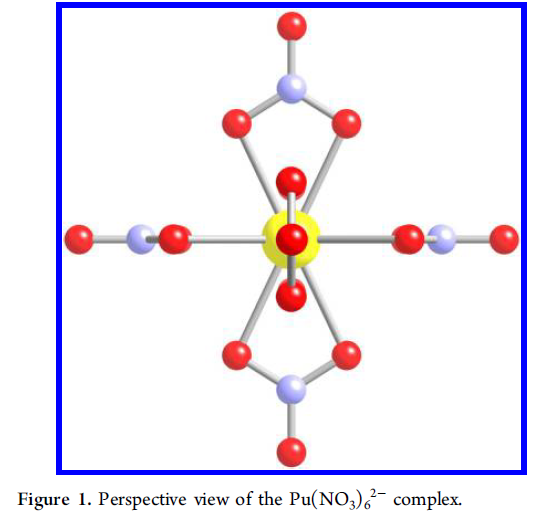 Figure 1. Perspective view of the Pu(NO₃)₆²⁻ complex.